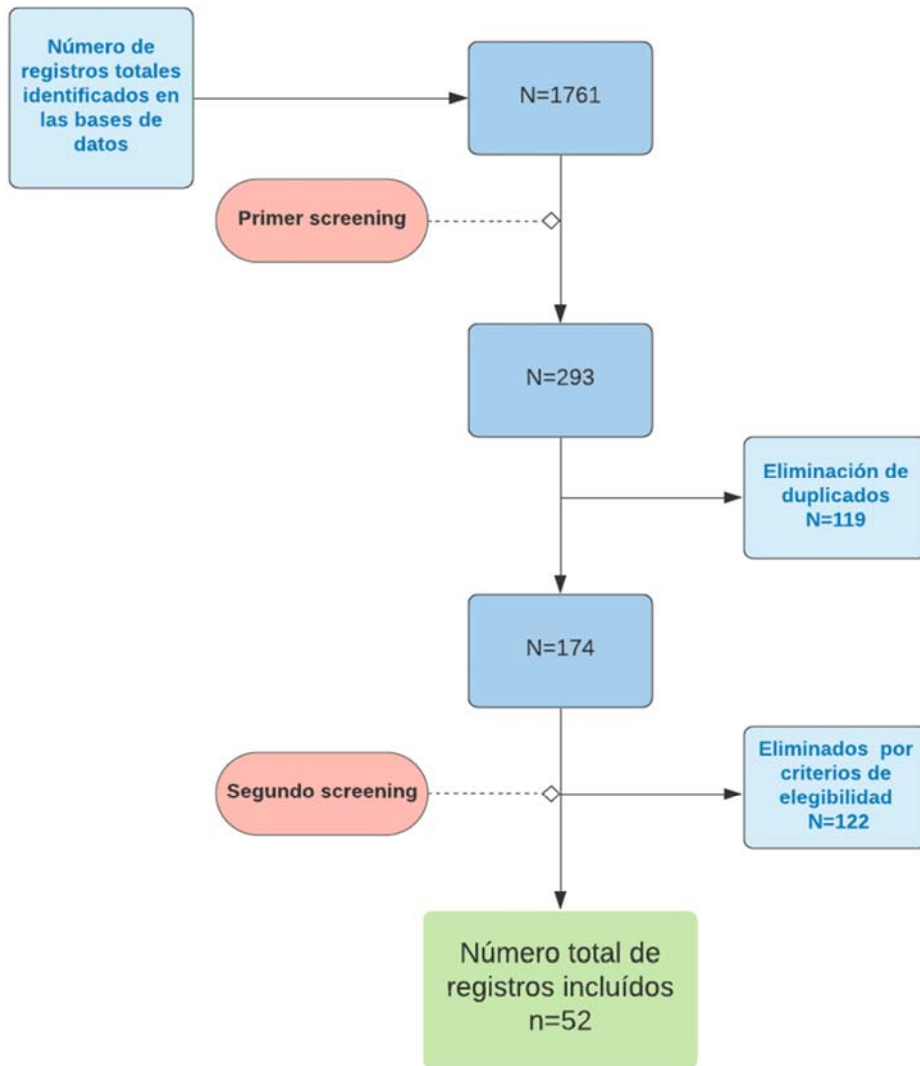 Número de
registros totales
identificados en
las bases de
datos
N=1761
Primer screening
N=293
Eliminación de
duplicados
N=119
N=174
Segundo screening
Eliminados por
criterios de
elegibilidad
N=122
Número total de
registros incluídos
n=52